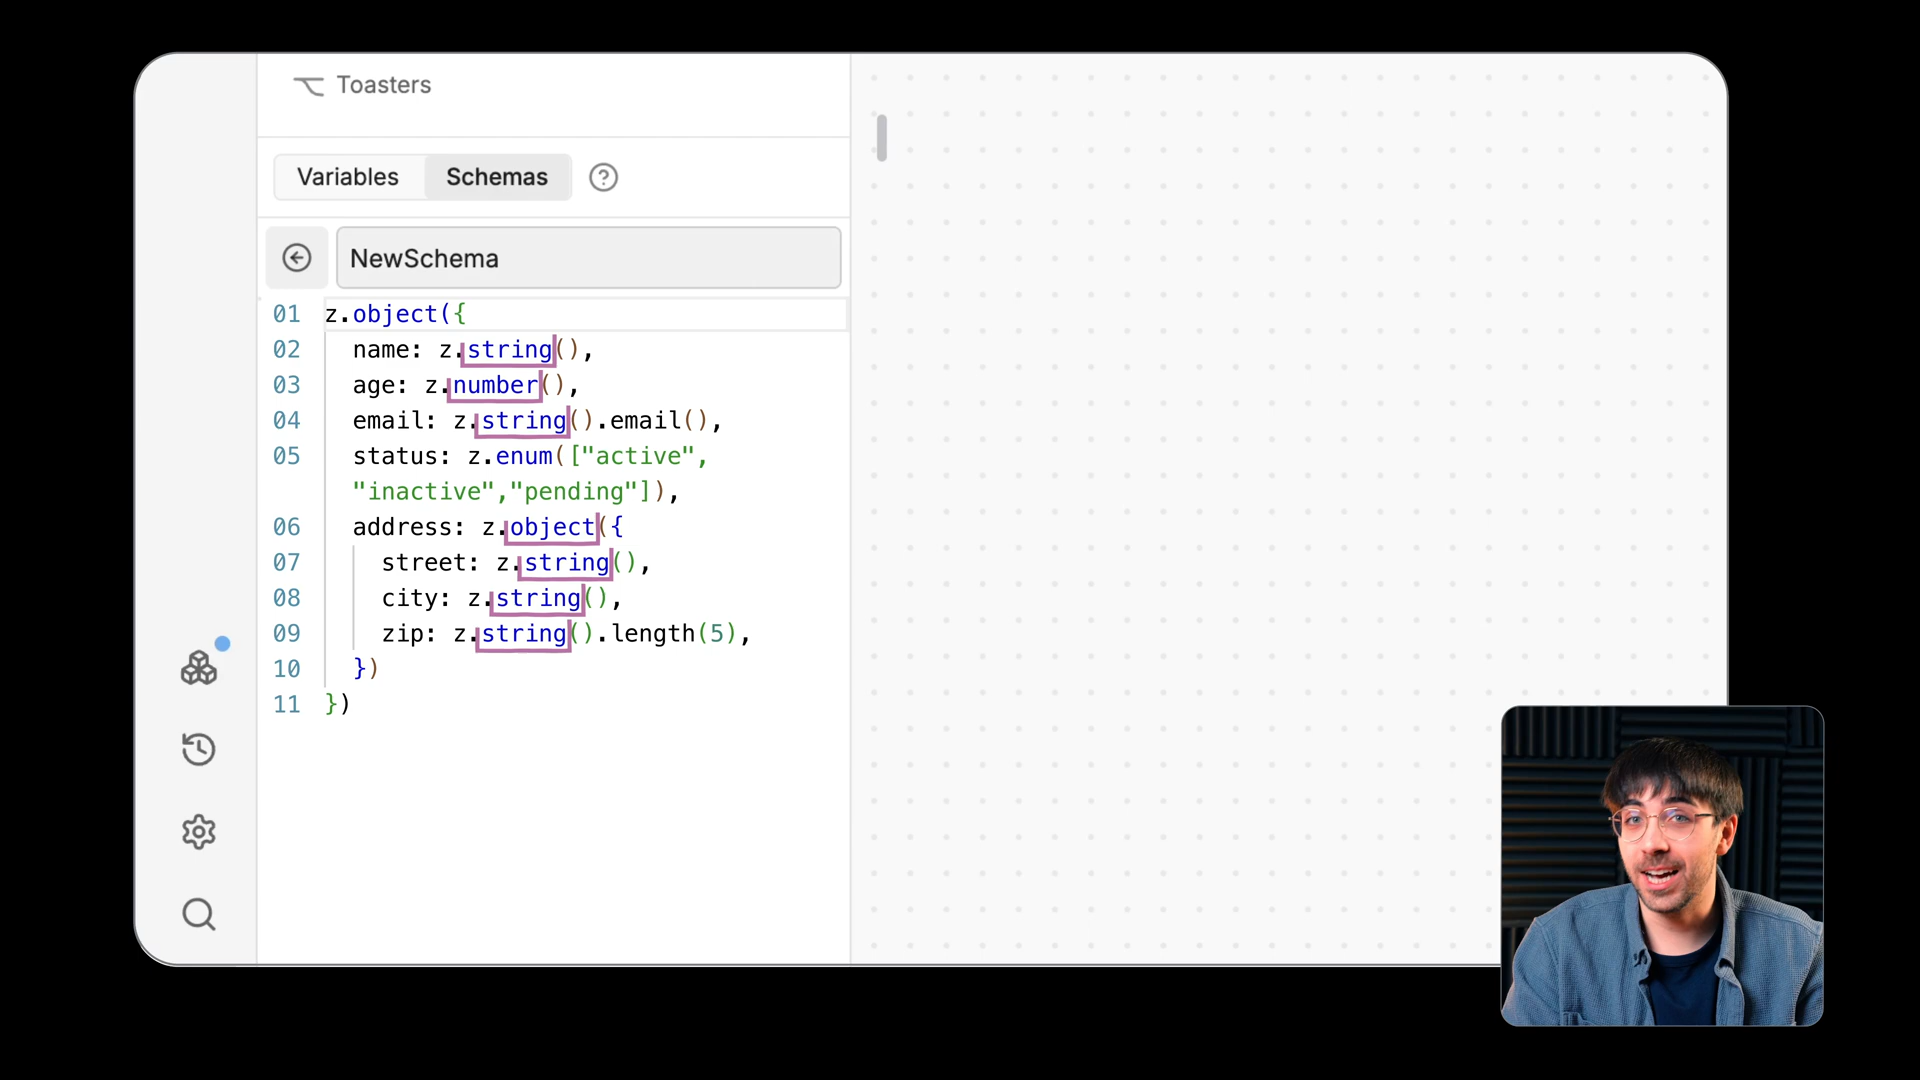 Toasters
Variables
Schemas
NewSchema
01 z.object({
02 name: z.string(),
03 age: z.number(),
04 email: z.string().email(),
05 status: z.enum(["active",
"inactive","pending"]),
06 address: z.object({
07 street: z.string(),
08 city: z.string(),
09 zip: z.string().length(5),
10 })
11 })